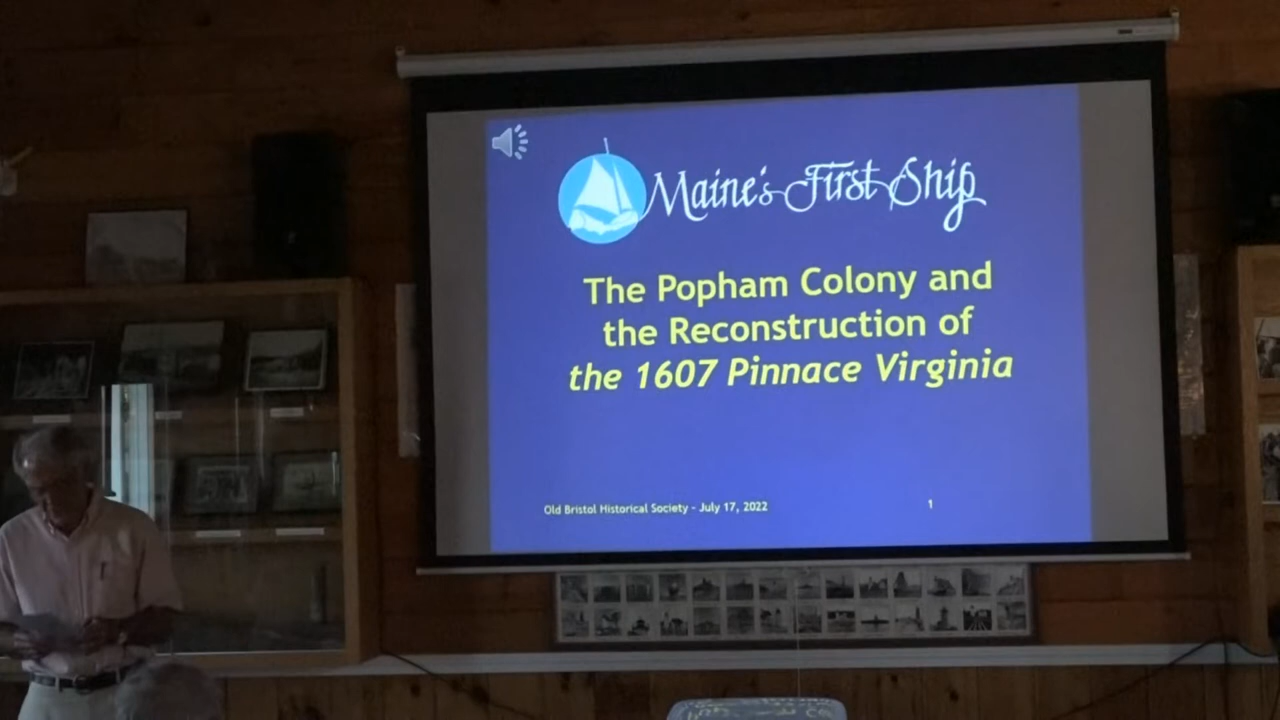 Maine's First Ship
The Popham Colony and
the Reconstruction of
the 1607 Pinnace Virginia
Old Bristol Historical Society - July 17, 2022
1